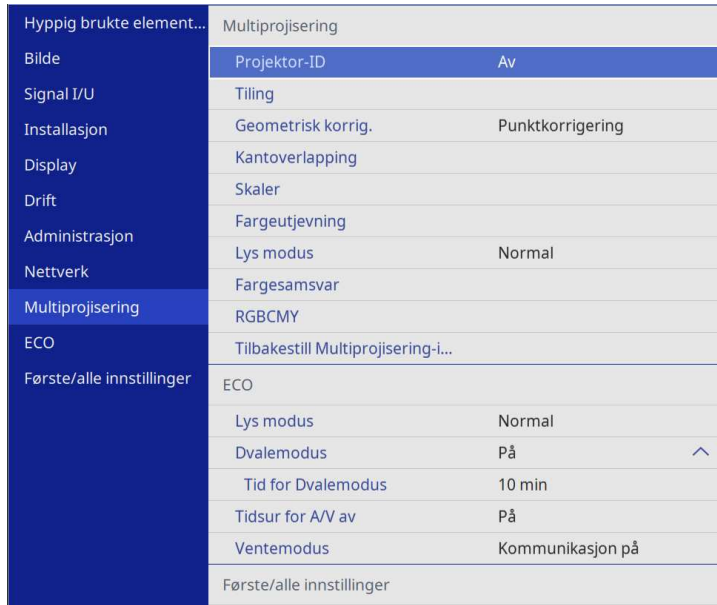 Hyppig brukte element...
Bilde
Signal I/U
Installasjon
Display
Drift
Administrasjon
Nettverk
Multiprojisering
ECO
Første/alle innstillinger
Multiprojisering
Projektor-ID Av
Tiling
Geometrisk korrig. Punktkorrigering
Kantoverlapping
Skaler
Fargeutjevning
Lys modus Normal
Fargesamsvar
RGBCMY
Tilbakestill Multiprojisering-i...
ECO
Lys modus Normal
Dvalemodus På
Tid for Dvalemodus 10 min
Tidsur for A/V av På
Ventemodus Kommunikasjon på
Første/alle innstillinger